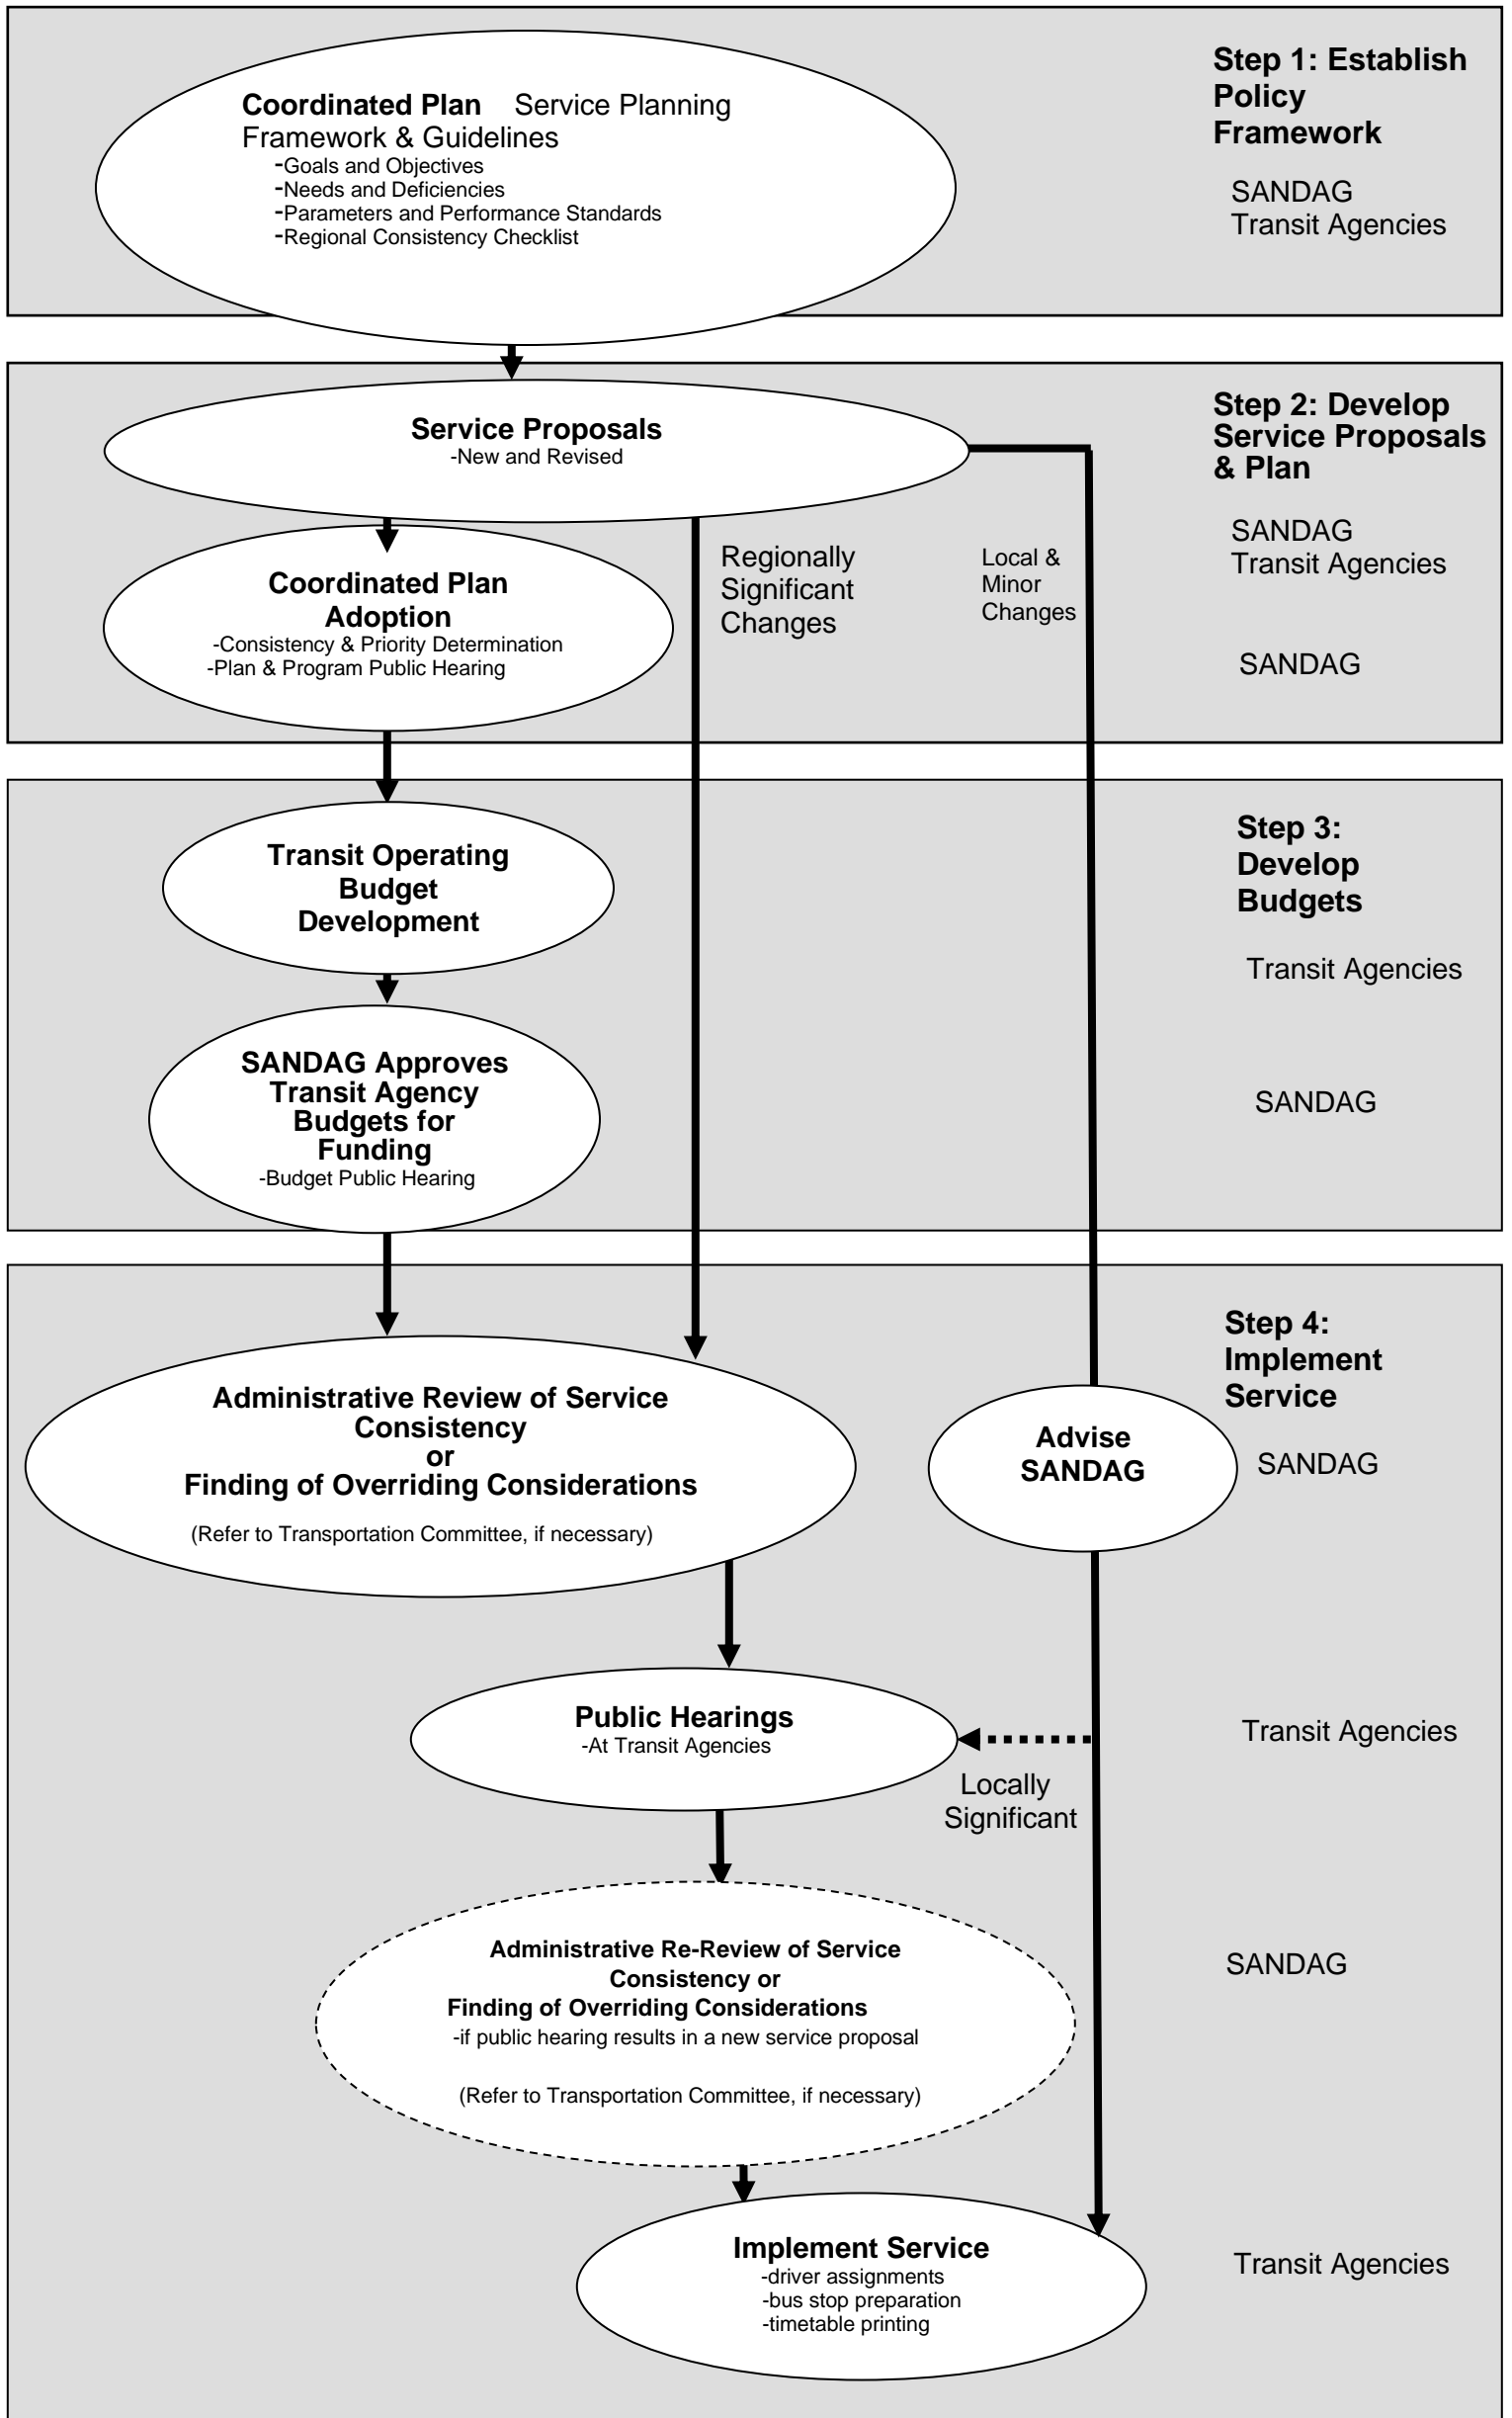 Coordinated Plan Service Planning
Framework & Guidelines
-Goals and Objectives
-Needs and Deficiencies
-Parameters and Performance Standards
-Regional Consistency Checklist
Step 1: Establish
Policy
Framework
SANDAG
Transit Agencies
Service Proposals
-New and Revised
Step 2: Develop
Service Proposals
& Plan
SANDAG
Transit Agencies
Regionally
Significant
Changes
Local &
Minor
Changes
Coordinated Plan
Adoption
-Consistency & Priority Determination
-Plan & Program Public Hearing
SANDAG
Transit Operating
Budget
Development
Step 3:
Develop
Budgets
Transit Agencies
SANDAG Approves
Transit Agency
Budgets for
Funding
-Budget Public Hearing
SANDAG
Step 4:
Implement
Service
Administrative Review of Service
Consistency
or
Finding of Overriding Considerations
(Refer to Transportation Committee, if necessary)
Advise
SANDAG
SANDAG
Public Hearings
-At Transit Agencies
Locally
Significant
Transit Agencies
Administrative Re-Review of Service
Consistency or
Finding of Overriding Considerations
-if public hearing results in a new service proposal
(Refer to Transportation Committee, if necessary)
SANDAG
Implement Service
-driver assignments
-bus stop preparation
-timetable printing
Transit Agencies